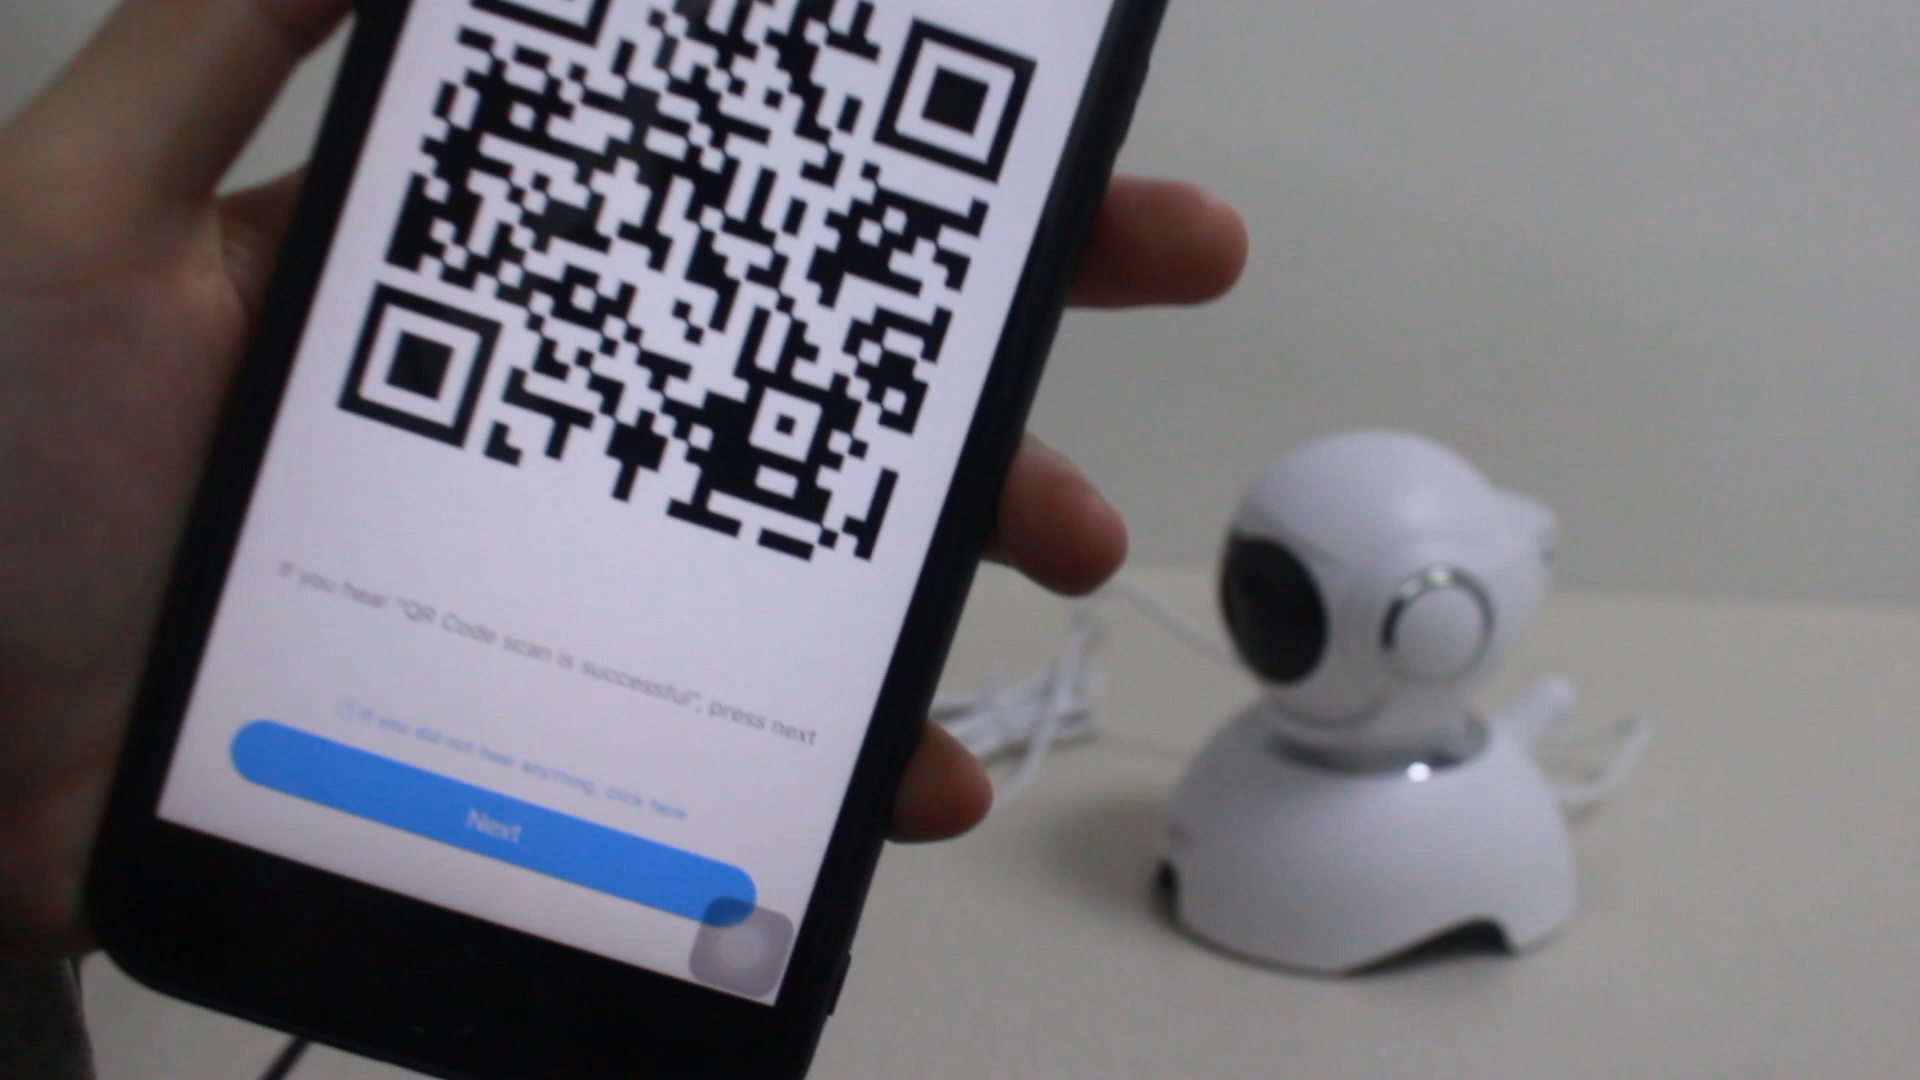 If you hear "QR Code scan is successful", press next
If you did not hear anything, click here
Next